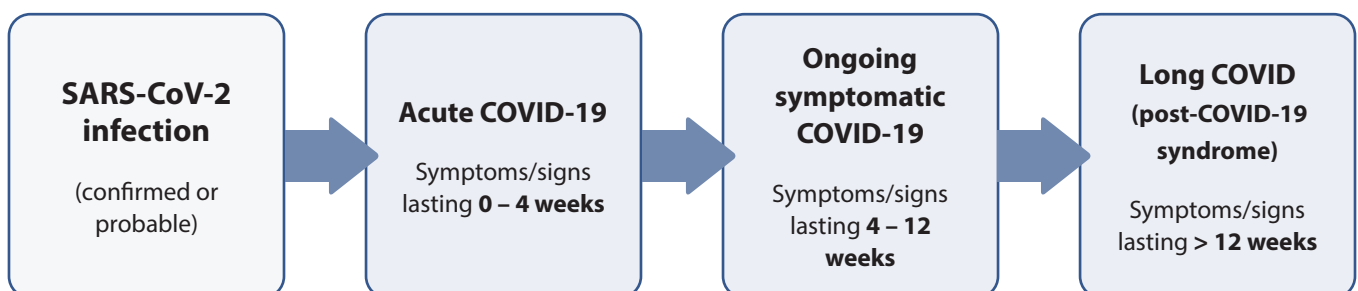 SARS-CoV-2
infection
(confirmed or
probable)
Acute COVID-19
Symptoms/signs
lasting 0 – 4 weeks
Ongoing
symptomatic
COVID-19
Symptoms/signs
lasting 4 – 12
weeks
Long COVID
(post-COVID-19
syndrome)
Symptoms/signs
lasting > 12 weeks